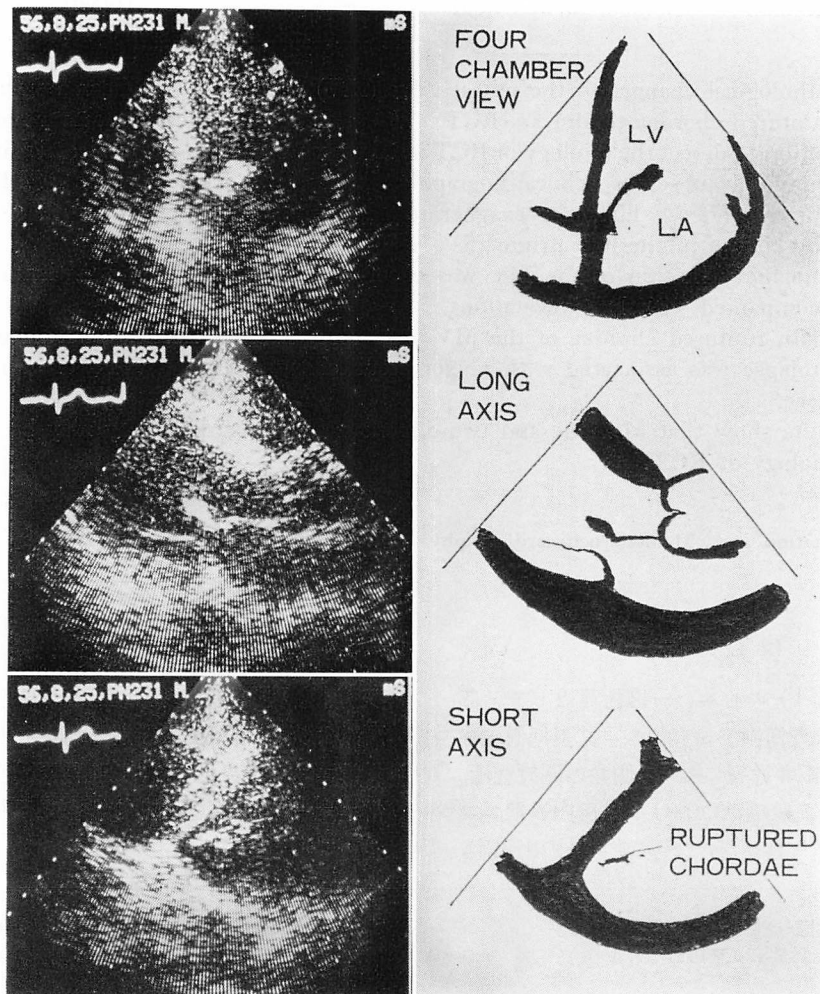 56,8,25,PN231 M. mS
FOUR
CHAMBER
VIEW
LV
LA
56,8,25,PN231 M. mS
LONG
AXIS
56,8,25,PN231 M. mS
SHORT
AXIS
RUPTURED
CHORDAE